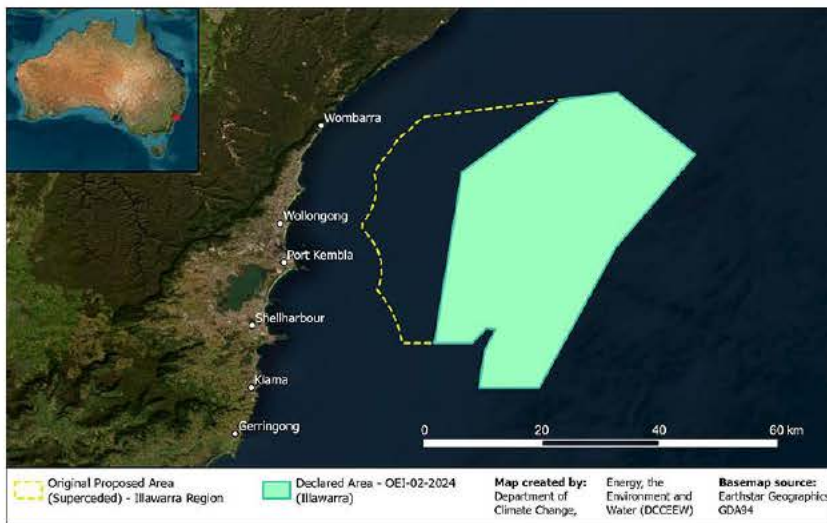 Wombarra
Wollongong
Port Kembla
Shellharbour
Kiama
Gerringong
0 20 40 60 km
Original Proposed Area
(Superceded) - Illawarra Region
Declared Area - OEI-02-2024
(Illawarra)
Map created by:
Department of
Climate Change,
Energy, the
Environment and
Water (DCCEEW)
Basemap source:
Earthstar Geographics
GDA94